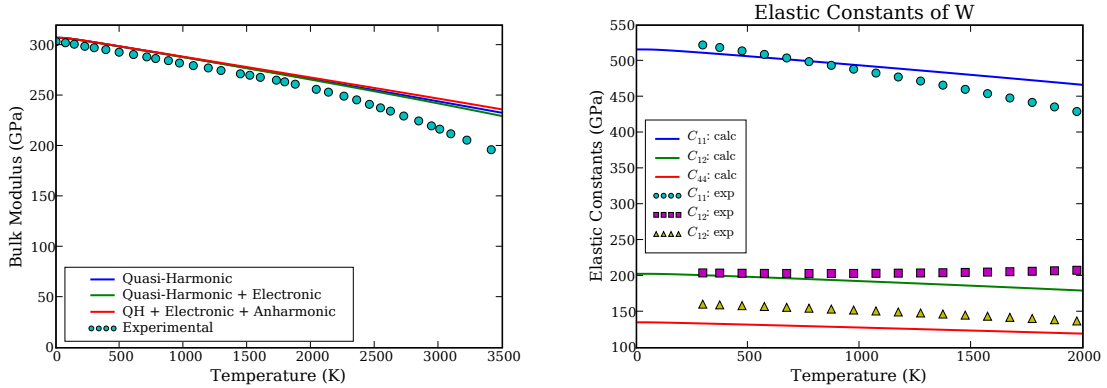 300
250
200
150
100
50
0
0 500 1000 1500 2000 2500 3000 3500
Bulk Modulus (GPa)
Temperature (K)
Quasi-Harmonic
Quasi-Harmonic + Electronic
QH + Electronic + Anharmonic
Experimental
Elastic Constants of W
550
500
450
400
350
300
250
200
150
100
0 500 1000 1500 2000
Elastic Constants (GPa)
Temperature (K)
C11: calc
C12: calc
C44: calc
C11: exp
C12: exp
C12: exp